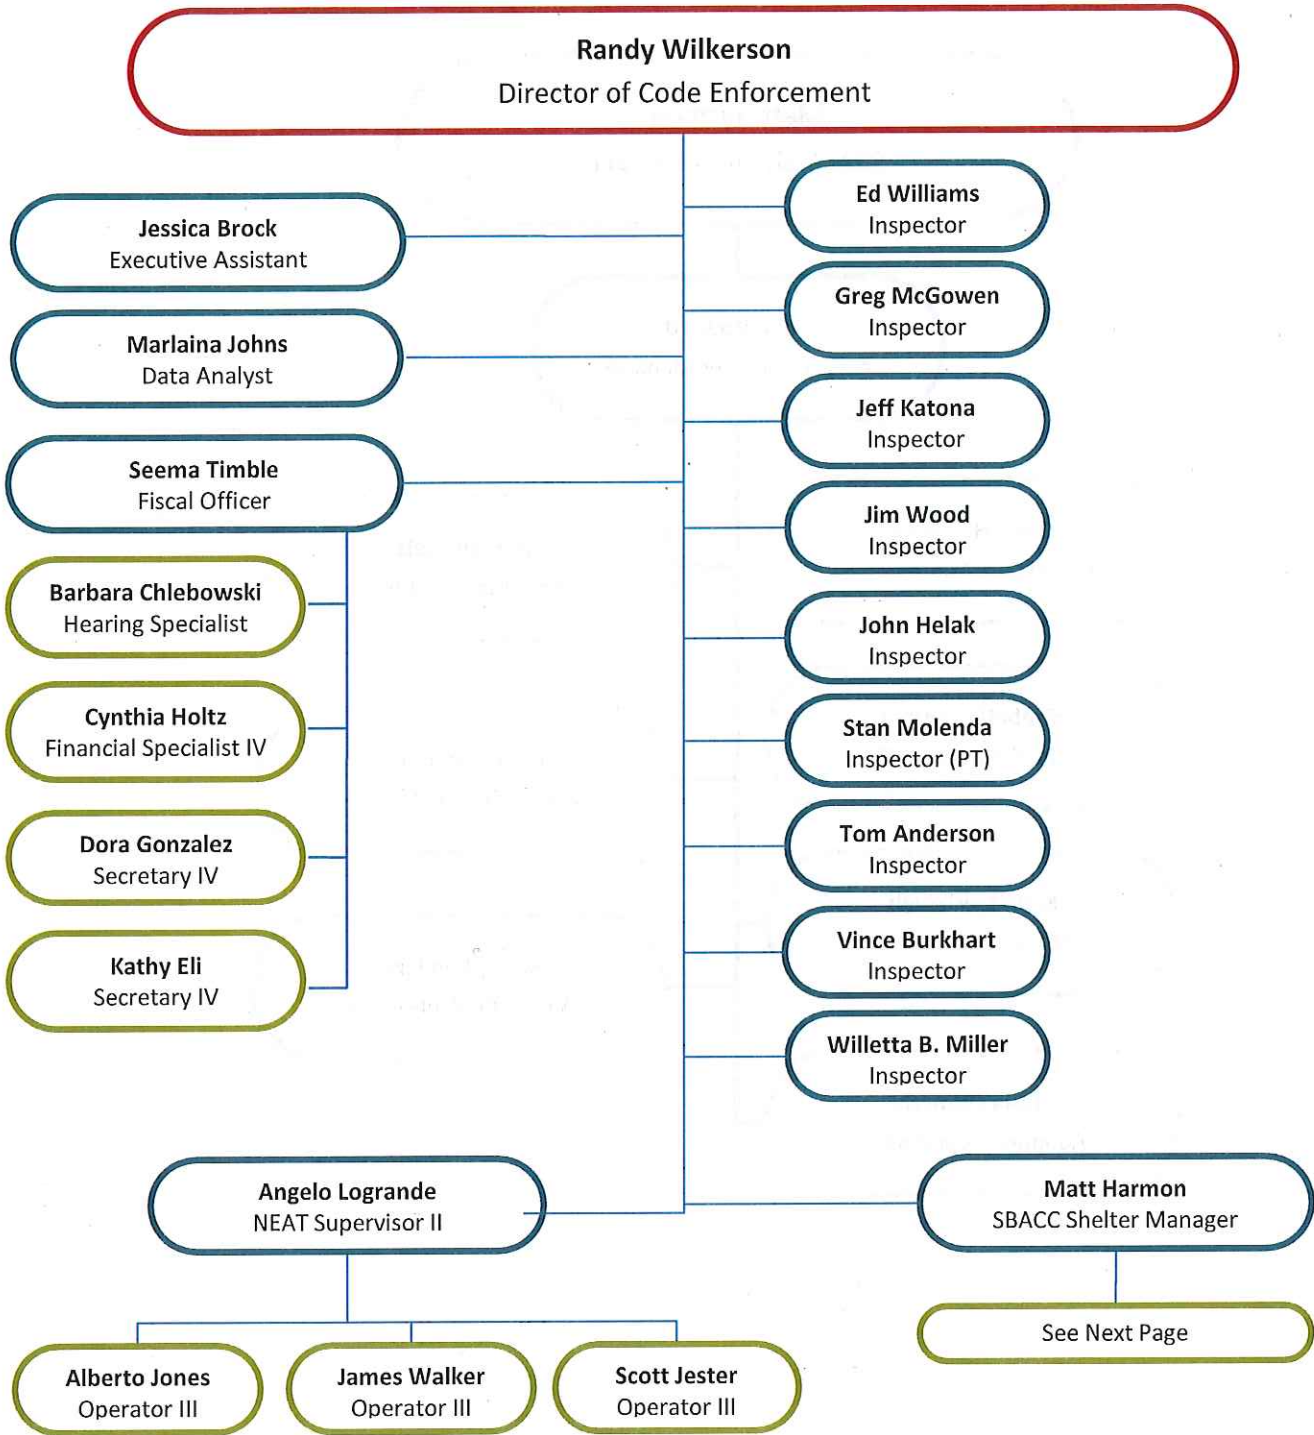 Randy Wilkerson
Director of Code Enforcement
Jessica Brock
Executive Assistant
Marlaina Johns
Data Analyst
Seema Timble
Fiscal Officer
Barbara Chlebowski
Hearing Specialist
Cynthia Holtz
Financial Specialist IV
Dora Gonzalez
Secretary IV
Kathy Eli
Secretary IV
Ed Williams
Inspector
Greg McGowen
Inspector
Jeff Katona
Inspector
Jim Wood
Inspector
John Helak
Inspector
Stan Molenda
Inspector (PT)
Tom Anderson
Inspector
Vince Burkhart
Inspector
Willetta B. Miller
Inspector
Angelo Logrande
NEAT Supervisor II
Matt Harmon
SBACC Shelter Manager
See Next Page
Alberto Jones
Operator III
James Walker
Operator III
Scott Jester
Operator III